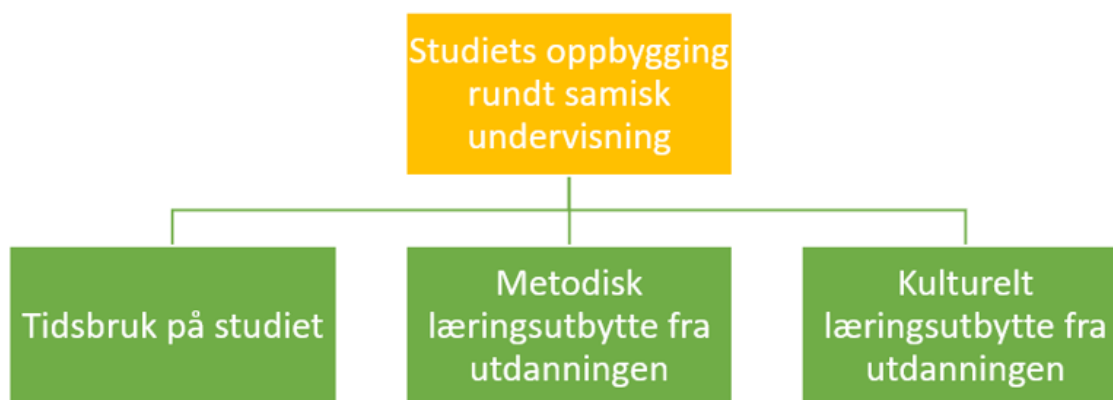 Studiets oppbygging
rundt samisk
undervisning
Tidsbruk på studiet
Metodisk
læringsutbytte fra
utdanningen
Kulturelt
læringsutbytte fra
utdanningen